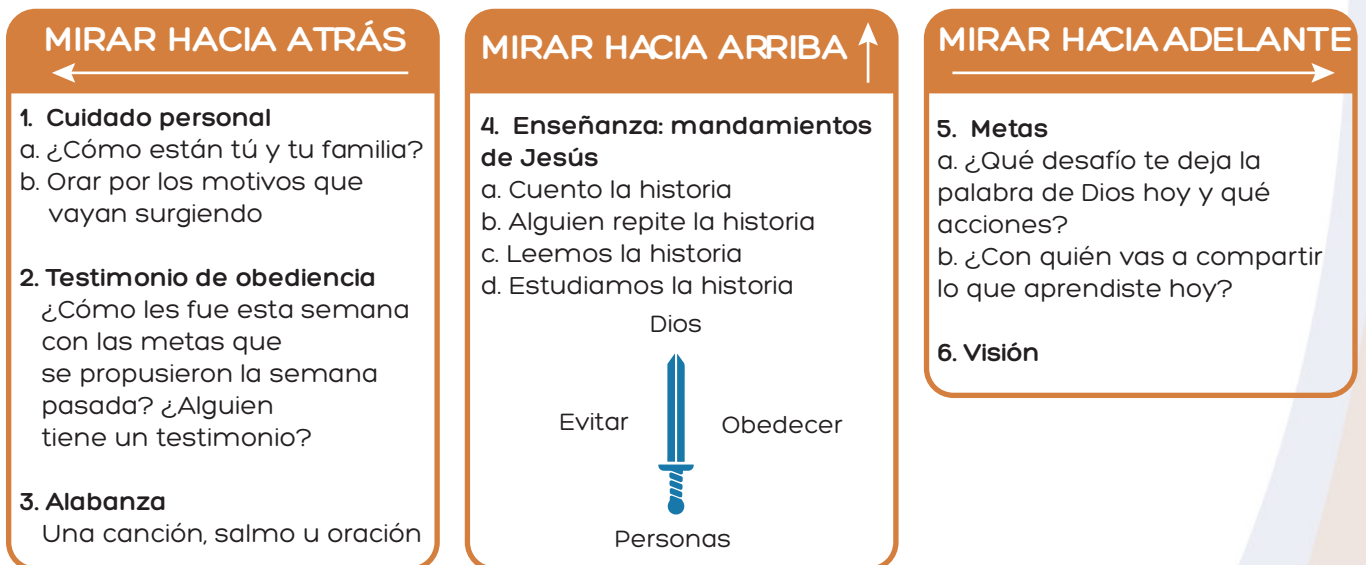 MIRAR HACIA ATRÁS
1. Cuidado personal
a. ¿Cómo están tú y tu familia?
b. Orar por los motivos que
vayan surgiendo
2. Testimonio de obediencia
¿Cómo les fue esta semana
con las metas que
se propusieron la semana
pasada? ¿Alguien
tiene un testimonio?
3. Alabanza
Una canción, salmo u oración
MIRAR HACIA ARRIBA
4. Enseñanza: mandamientos
de Jesús
a. Cuento la historia
b. Alguien repite la historia
c. Leemos la historia
d. Estudiamos la historia
Dios
Evitar
Obedecer
Personas
MIRAR HACIA ADELANTE
5. Metas
a. ¿Qué desafío te deja la
palabra de Dios hoy y qué
acciones?
b. ¿Con quién vas a compartir
lo que aprendiste hoy?
6. Visión